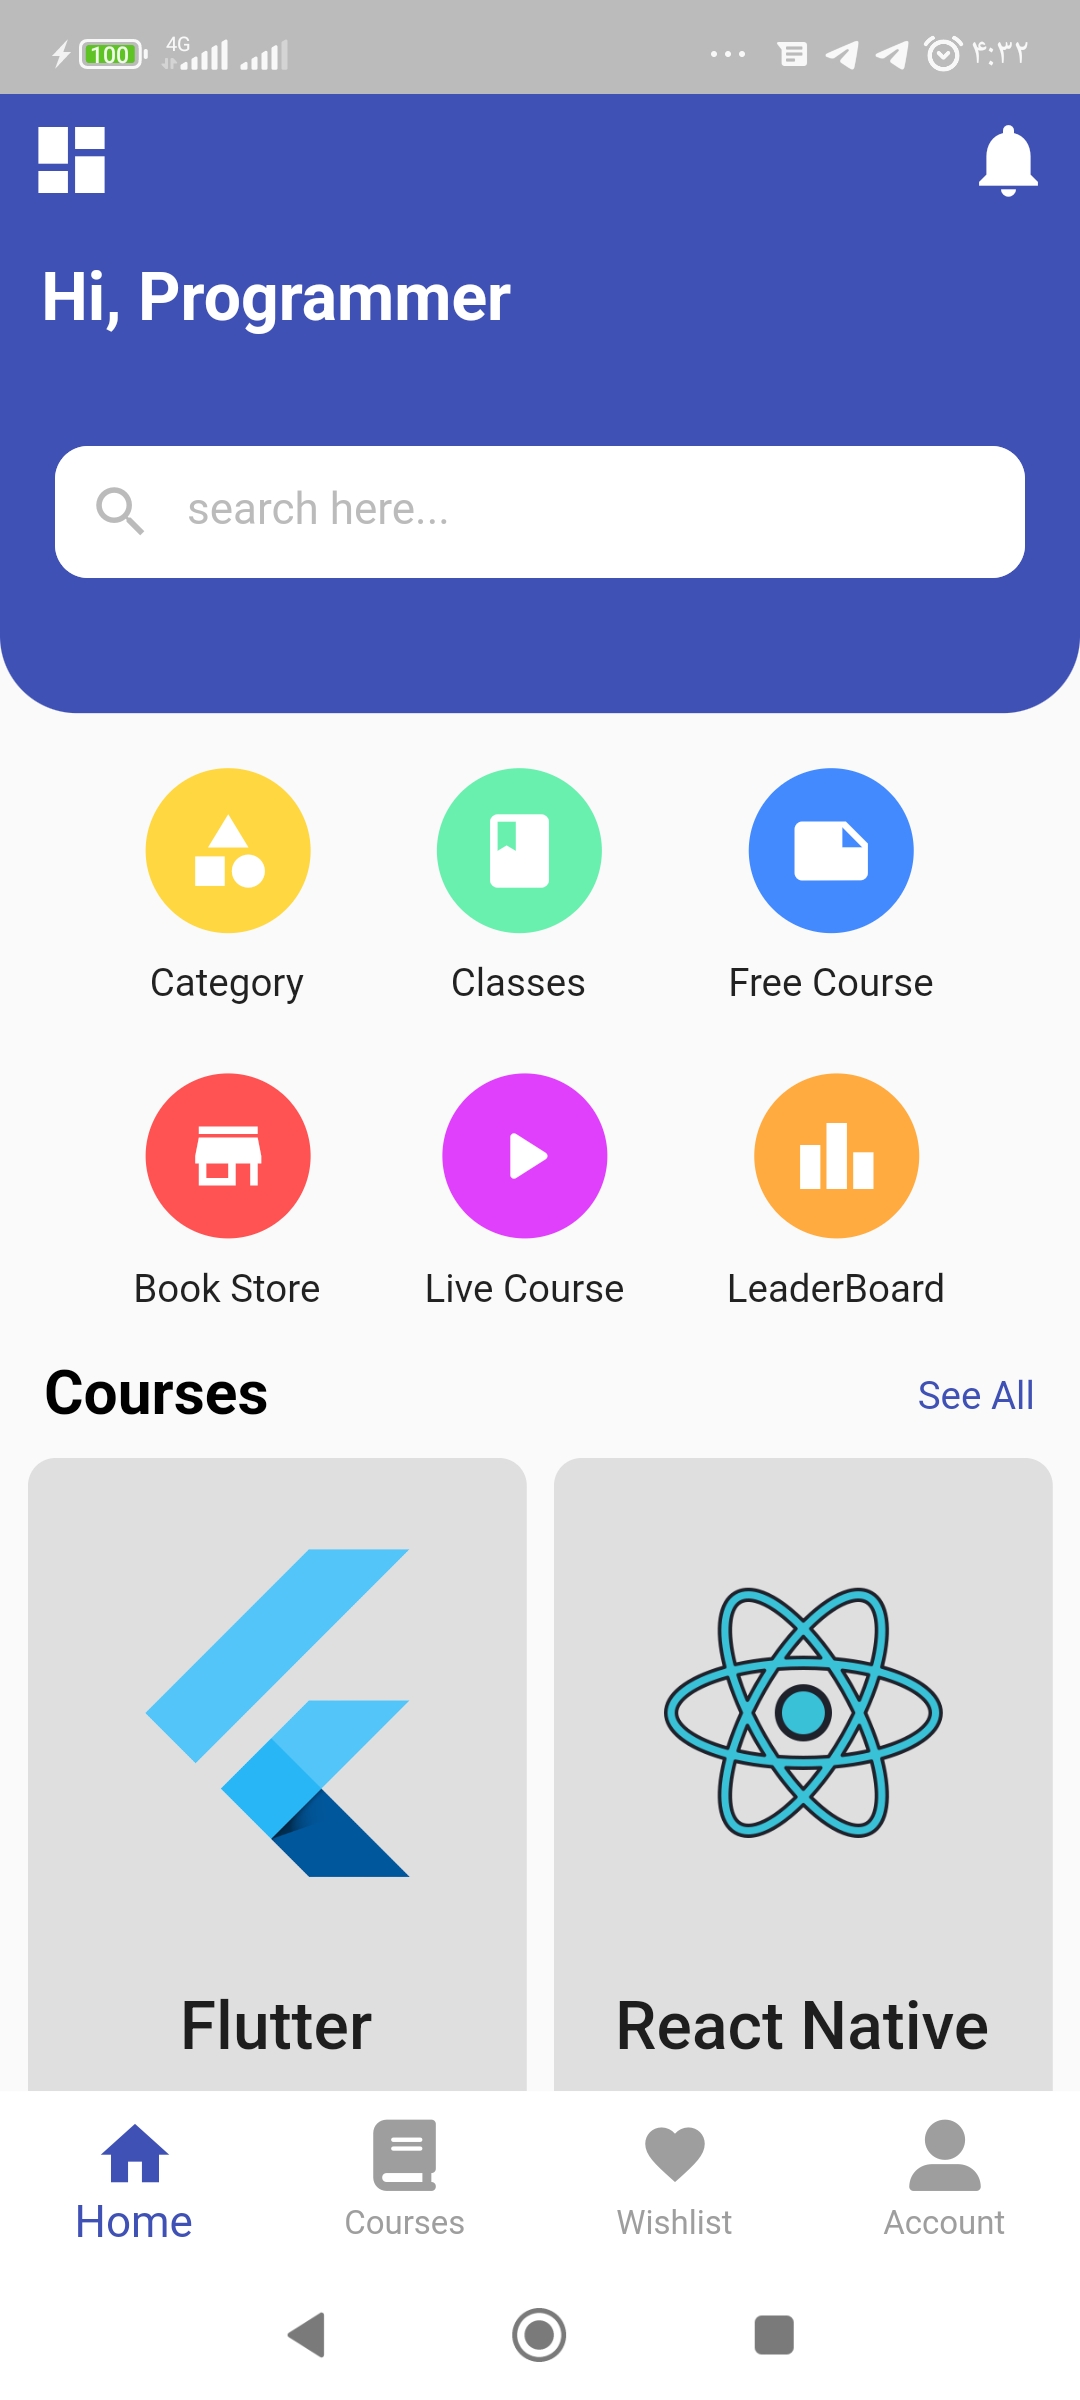 100 4G ... ۴:۳۲
Hi, Programmer
search here...
Category Classes Free Course
Book Store Live Course LeaderBoard
Courses See All
Flutter React Native
Home Courses Wishlist Account